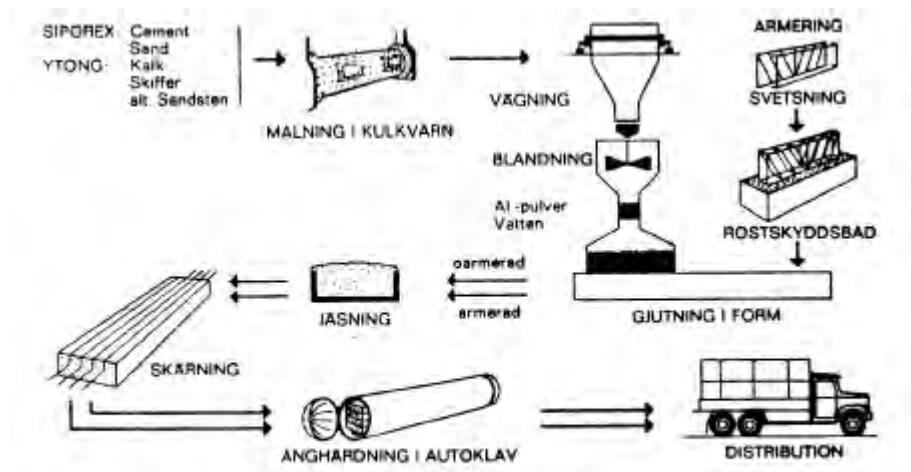 SIPOREX: Cement
Sand
YTONG: Kalk
Skiffer
alt. Sandsten
MALNING I KULKVARN
VÄGNING
BLANDNING
Al-pulver
Vatten
ARMERING
SVETSNING
ROSTSKYDDSBAD
GJUTNING I FORM
oarmerad
armerad
JÄSNING
SKÄRNING
ÅNGHÄRDNING I AUTOKLAV
DISTRIBUTION